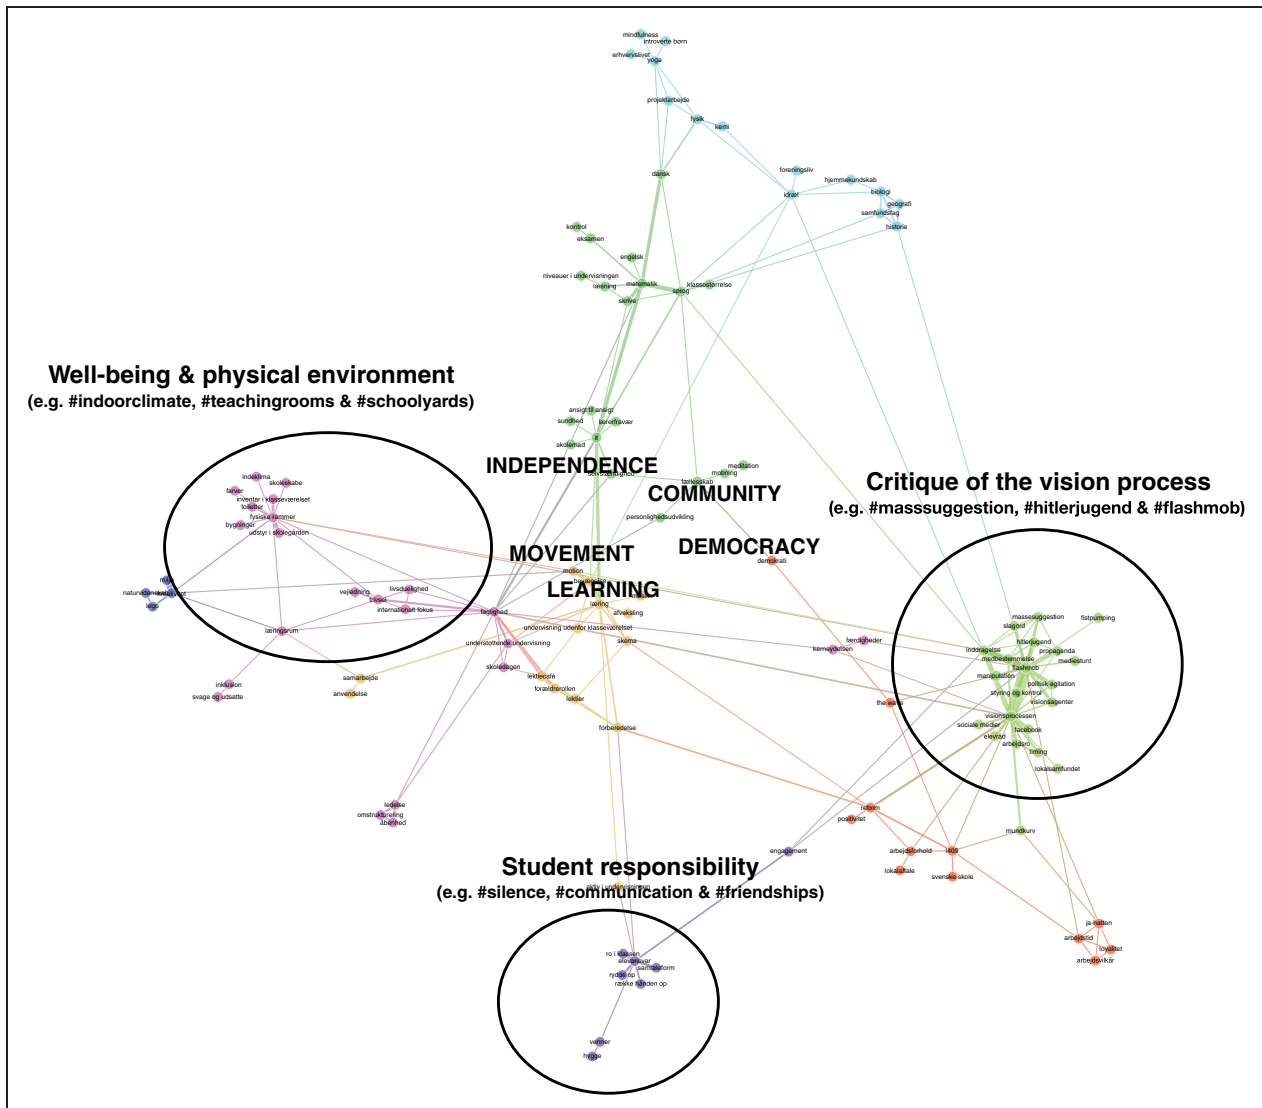 mindfulness
introverte børn
erhvervslivet
yoga
projektarbejde
fysik
kemi
dansk
foreningsliv
hjemmekundskab
idræt
biologi
geografi
samfundsfag
historie
kontrol
eksamen
engelsk
niveauer i undervisningen
læsning
matematik
klassestørrelse
sprog
skrive
Well-being & physical environment
(e.g. #indoorclimate, #teachingrooms & #schoolyards)
ansigt til ansigt
sundhed
lærerfravær
it
skolemad
INDEPENDENCE
meditation
mobning
fællesskab
COMMUNITY
personlighedsudvikling
Critique of the vision process
(e.g. #masssuggestion, #hitlerjugend & #flashmob)
indeklima
skoleskabe
farver
inventar i klasseværelset
toiletter
fysiske rammer
bygninger
udstyr i skolegården
MOVEMENT
DEMOCRACY
demokrati
motion
LEARNING
læring
afveksling
naturvidenskab
lego
vejledning
livsduelighed
trivsel
internationalt fokus
faglighed
læringsrum
undervisning udenfor klasseværelset
understøttende undervisning
skema
skoledagen
færdigheder
kerneydelsen
massesuggestion
fistpumping
slagord
hitlerjugend
inddragelse
propaganda
medbestemmelse
mediestunt
flashmob
manipulation
politisk agitation
styring og kontrol
visionsagenter
visionsprocessen
sociale medier
facebook
elevråd
arbejdsro
timing
lokalsamfundet
samarbejde
anvendelse
inklusion
svage og udsatte
lektiecafé
forældrerollen
lektier
the wave
forberedelse
ledelse
omstrukturering
åbenhed
reform
positivitet
mundkurv
engagement
arbejdsforhold
l409
lokalaftale
svenske skole
Student responsibility
aktiv i undervisningen
(e.g. #silence, #communication & #friendships)
ja-hatten
arbejdstid
loyalitet
arbejdsvilkår
ro i klassen
elevansvar
samtaleform
rydde op
række hånden op
venner
hygge